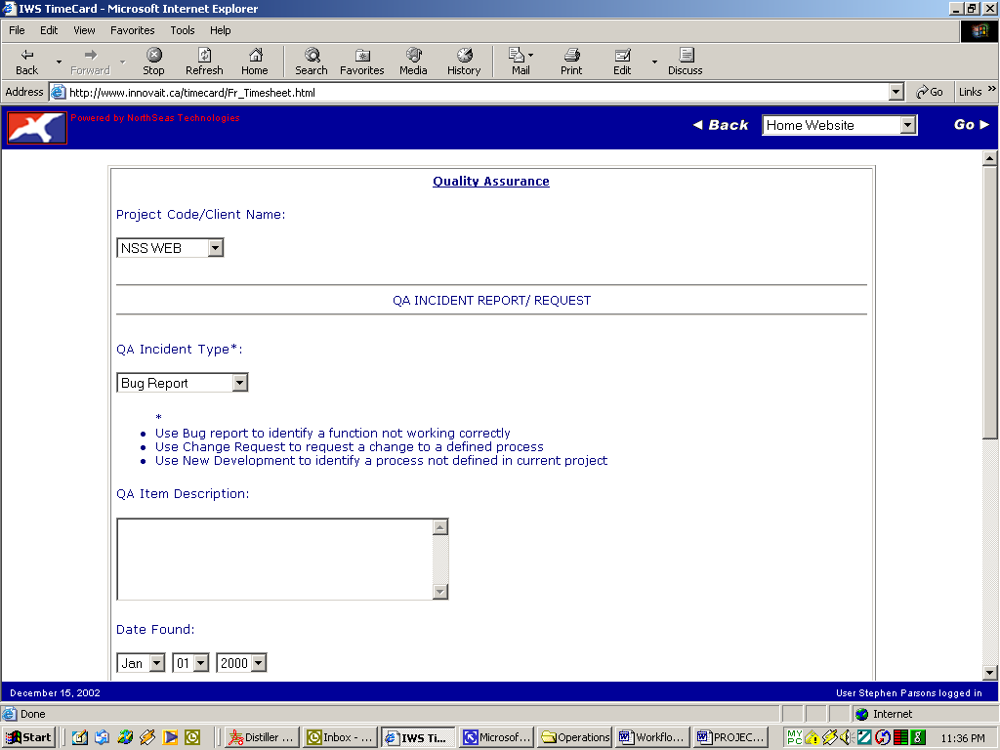 IWS TimeCard - Microsoft Internet Explorer
File Edit View Favorites Tools Help
Back Forward Stop Refresh Home Search Favorites Media History Mail Print Edit Discuss
Address http://www.innovait.ca/timecard/Fr_Timesheet.html Go Links »
Powered by NorthSeas Technologies
Back Home Website Go
Quality Assurance
Project Code/Client Name:
NSS WEB
QA INCIDENT REPORT/ REQUEST
QA Incident Type*:
Bug Report
*
• Use Bug report to identify a function not working correctly
• Use Change Request to request a change to a defined process
• Use New Development to identify a process not defined in current project
QA Item Description:
Date Found:
Jan 01 2000
December 15, 2002 User Stephen Parsons logged in
Done Internet
Start Distiller ... Inbox - ... IWS Ti... Microsof... Operations Workflo... PROJEC... MY PC 11:36 PM